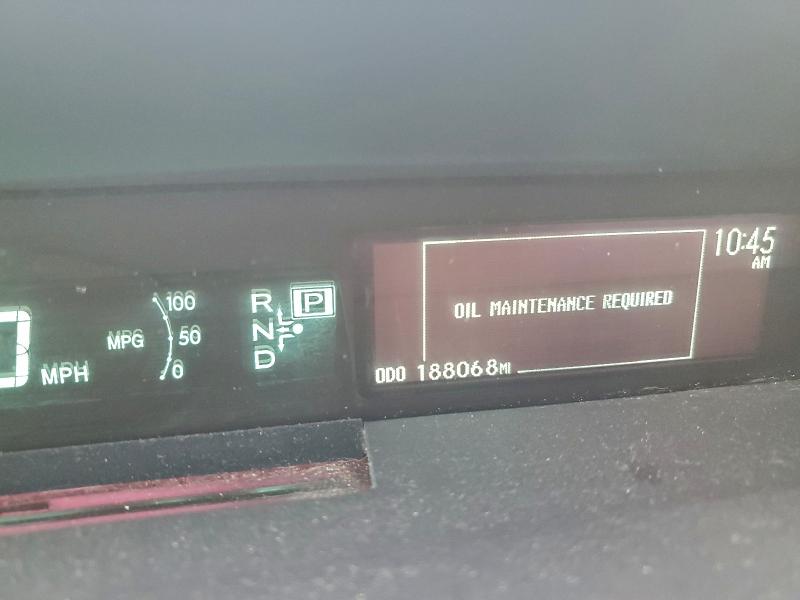 10:45
AM
100
R P
OIL MAINTENANCE REQUIRED
MPG 50
N
D
0
MPH
ODO 188068MI